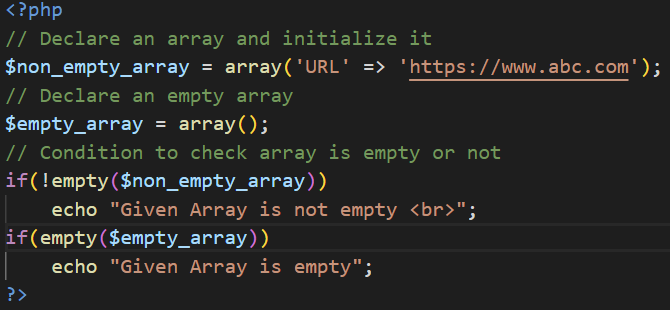 <?php
// Declare an array and initialize it
$non_empty_array = array('URL' => 'https://www.abc.com');
// Declare an empty array
$empty_array = array();
// Condition to check array is empty or not
if(!empty($non_empty_array))
    echo "Given Array is not empty <br>";
if(empty($empty_array))
    echo "Given Array is empty";
?>